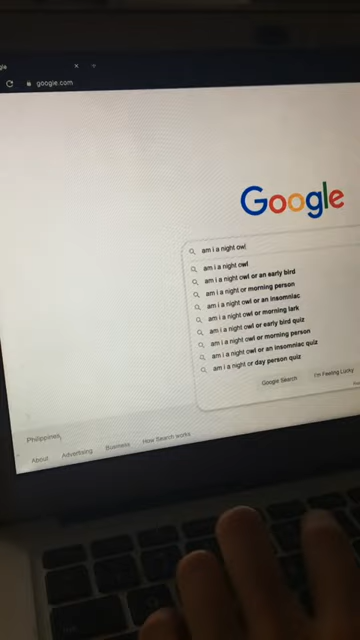 gle
google.com
Google
am i a night owl
am i a night owl
am i a night owl or an early bird
am i a night or morning person
am i a night owl or an insomniac
am i a night owl or morning lark
am i a night owl or early bird quiz
am i a night owl or morning person
am i a night owl or an insomniac quiz
am i a night or day person quiz
Google Search I'm Feeling Lucky
Philippines
About Advertising Business How Search works